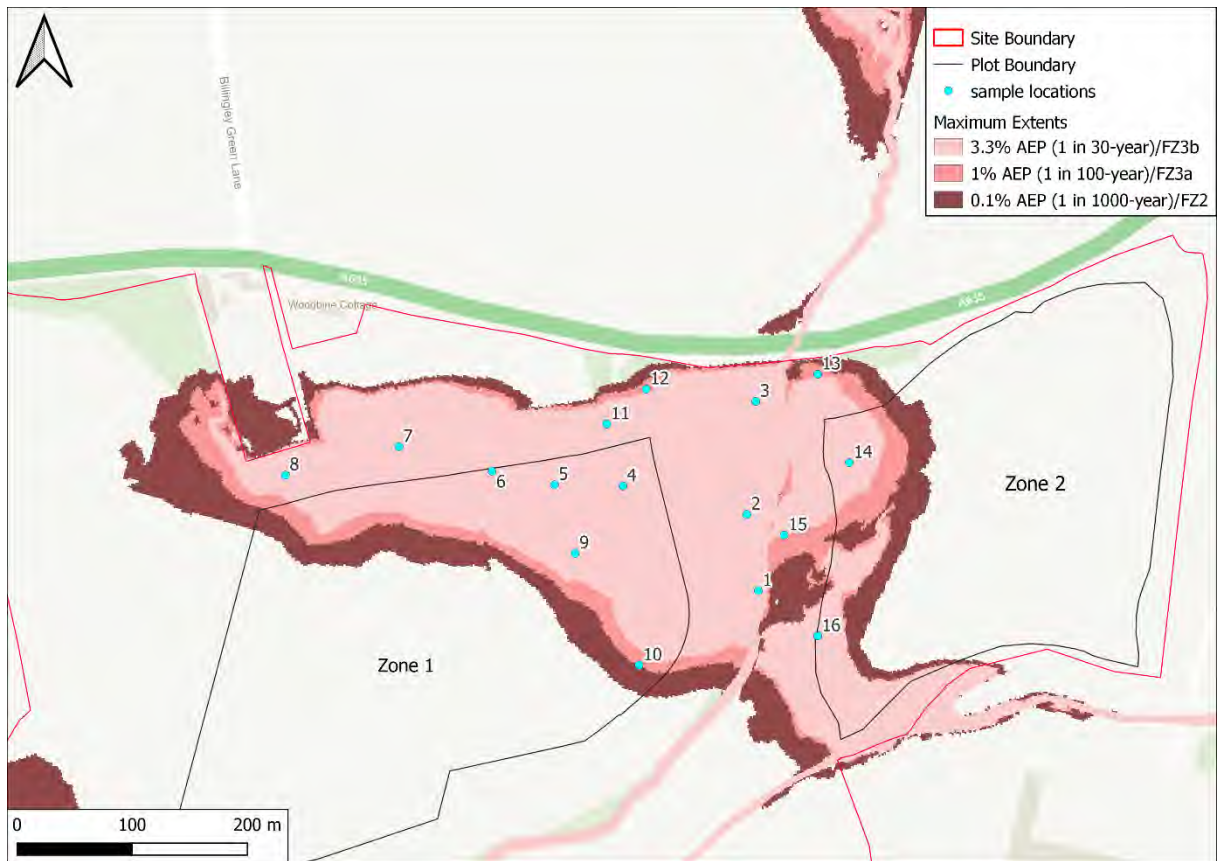 Site Boundary
Plot Boundary
sample locations
Maximum Extents
3.3% AEP (1 in 30-year)/FZ3b
1% AEP (1 in 100-year)/FZ3a
0.1% AEP (1 in 1000-year)/FZ2
Billingley Green Lane
Woodbine Cottage
A635
A635
12
13
3
11
7
14
8
6
5
4
2
Zone 2
15
9
1
16
10
Zone 1
0 100 200 m